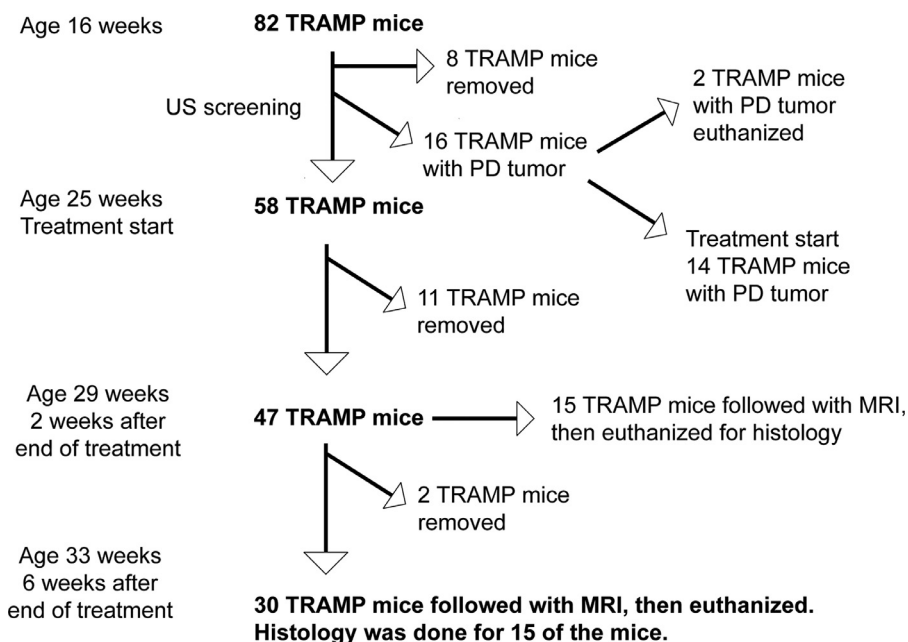 Age 16 weeks
82 TRAMP mice
8 TRAMP mice
removed
US screening
16 TRAMP mice
with PD tumor
2 TRAMP mice
with PD tumor
euthanized
Treatment start
14 TRAMP mice
with PD tumor
Age 25 weeks
Treatment start
58 TRAMP mice
11 TRAMP mice
removed
Age 29 weeks
2 weeks after
end of treatment
47 TRAMP mice
15 TRAMP mice followed with MRI,
then euthanized for histology
2 TRAMP mice
removed
Age 33 weeks
6 weeks after
end of treatment
30 TRAMP mice followed with MRI, then euthanized.
Histology was done for 15 of the mice.